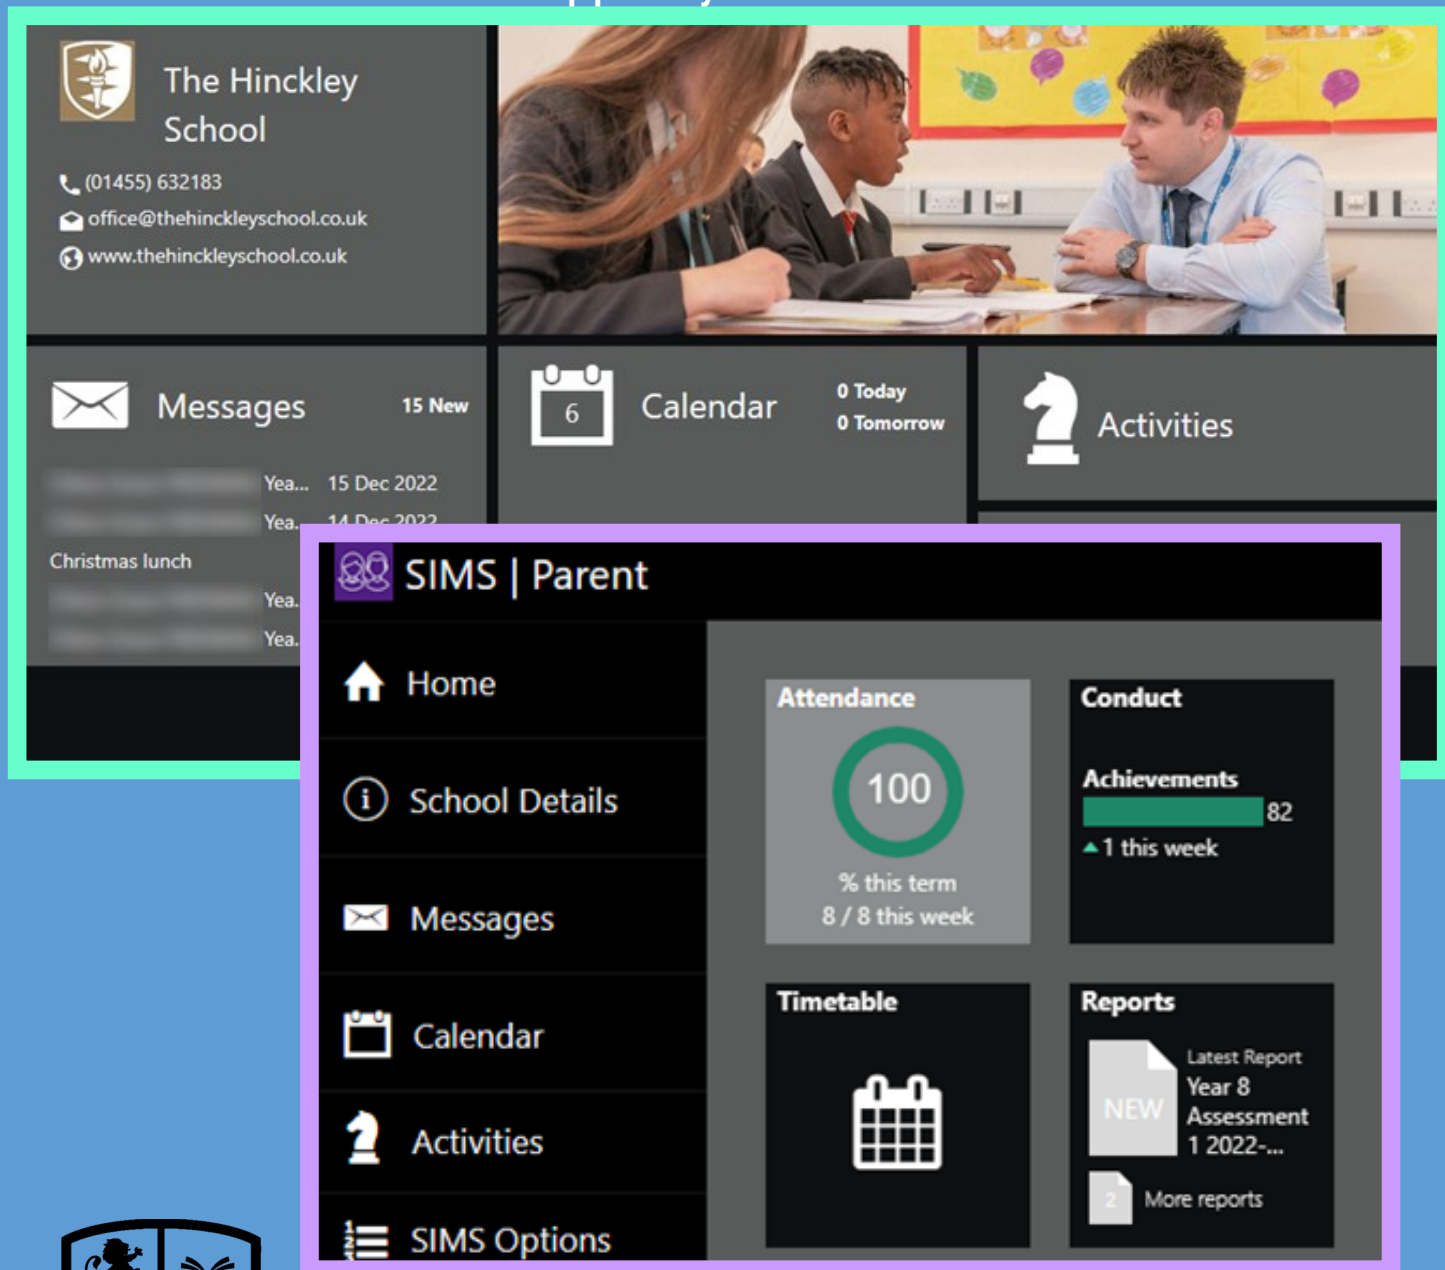 The Hinckley
School
(01455) 632183
office@thehinckleyschool.co.uk
www.thehinckleyschool.co.uk
Messages 15 New
Yea... 15 Dec 2022
Yea.. 14 Dec 2022
Christmas lunch
Yea.
Yea.
6 Calendar 0 Today
0 Tomorrow
Activities
SIMS | Parent
Home
School Details
Messages
Calendar
Activities
SIMS Options
Attendance
100
% this term
8 / 8 this week
Conduct
Achievements
82
1 this week
Timetable
Reports
NEW
Latest Report
Year 8
Assessment
1 2022-...
2 More reports